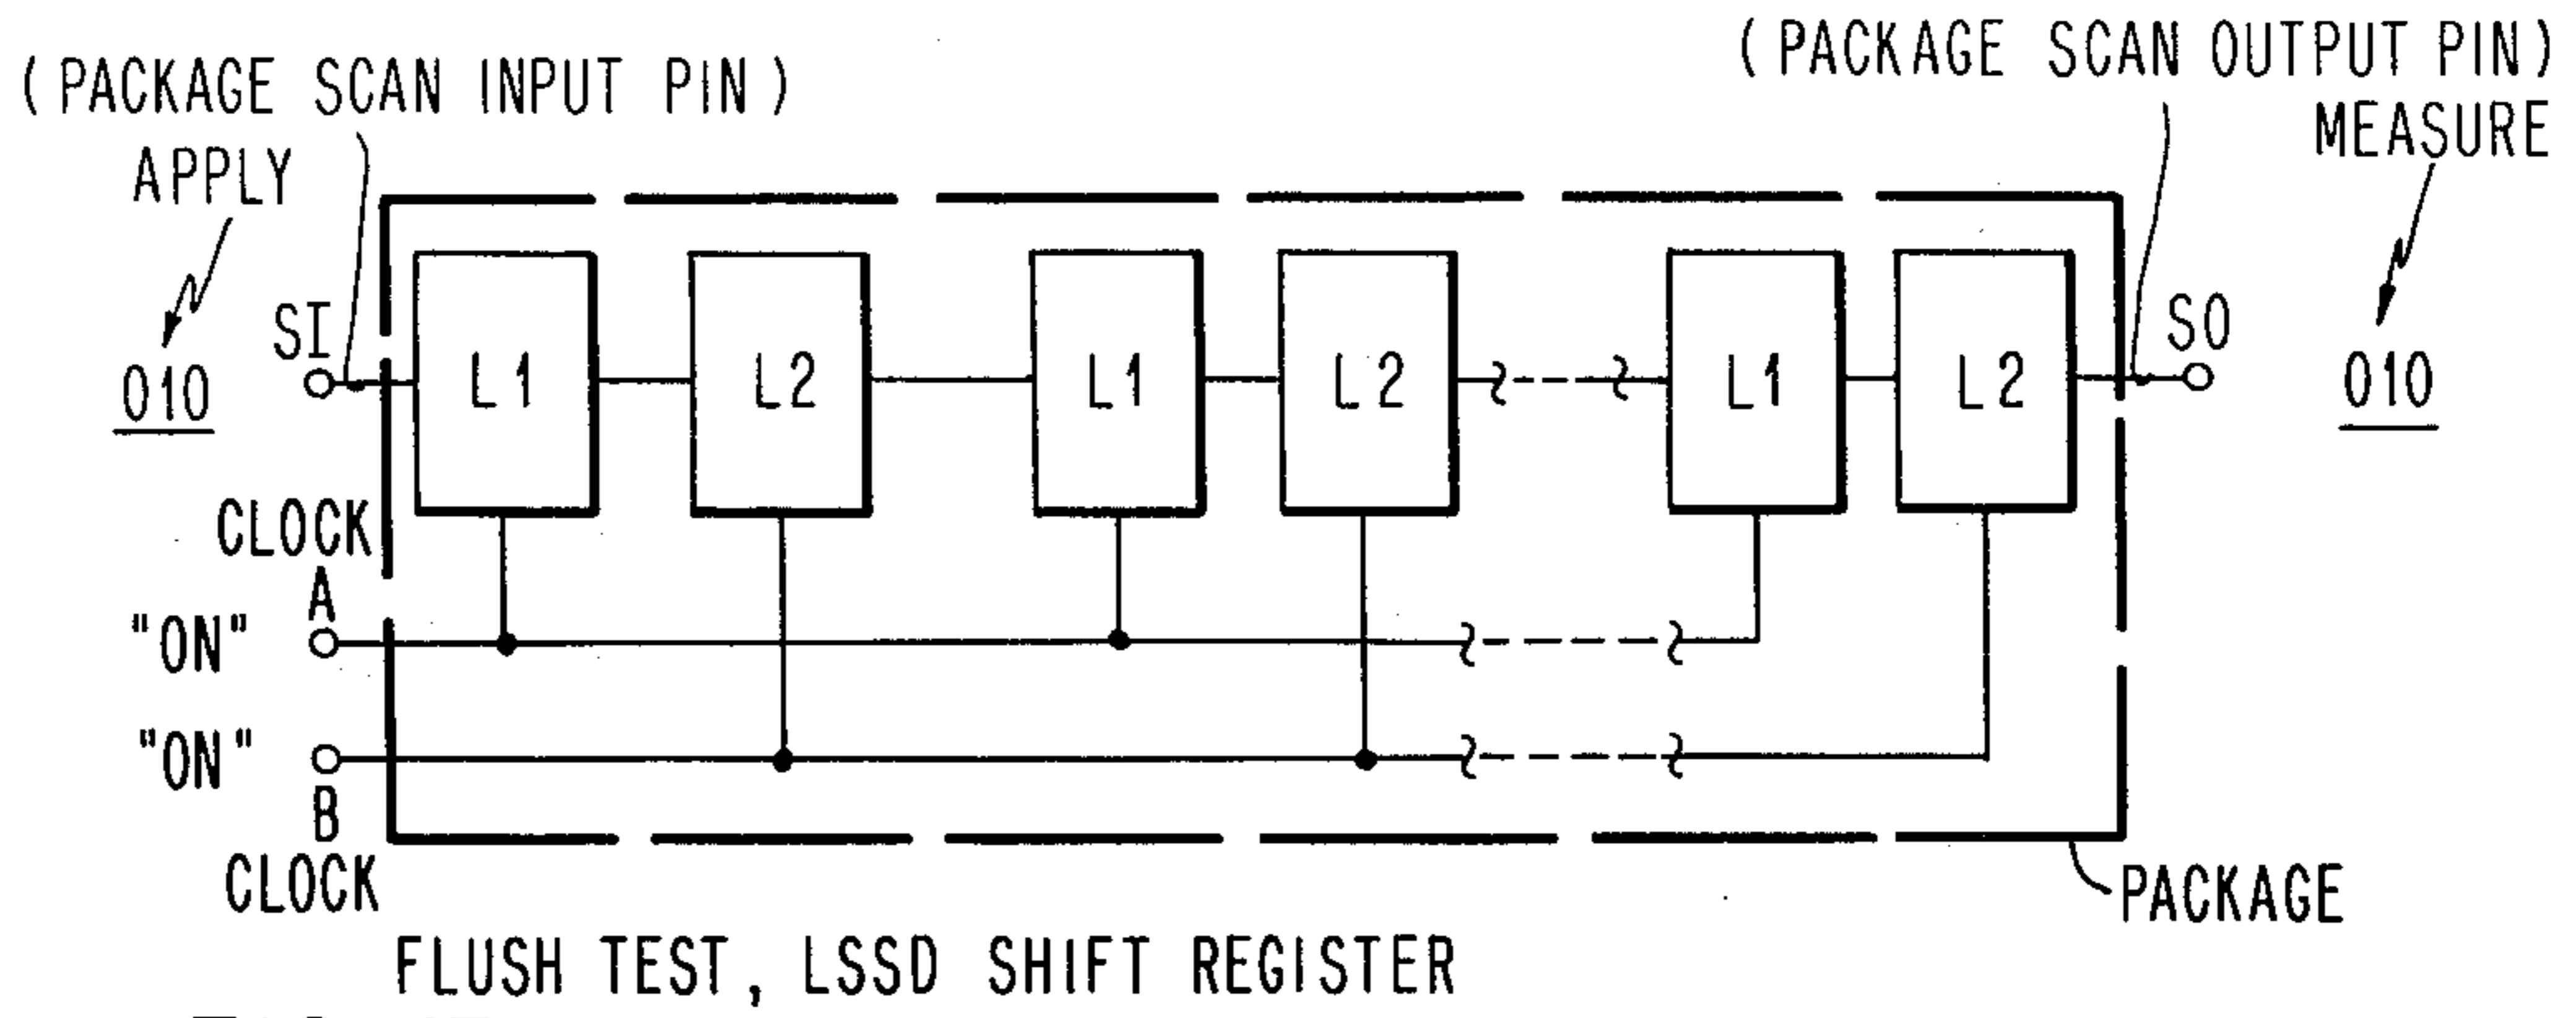 (PACKAGE SCAN INPUT PIN)
(PACKAGE SCAN OUTPUT PIN)
APPLY
MEASURE
SI
L1
L2
L1
L2
L1
L2
SO
010
010
CLOCK
A
"ON"
"ON"
B
CLOCK
PACKAGE
FLUSH TEST, LSSD SHIFT REGISTER